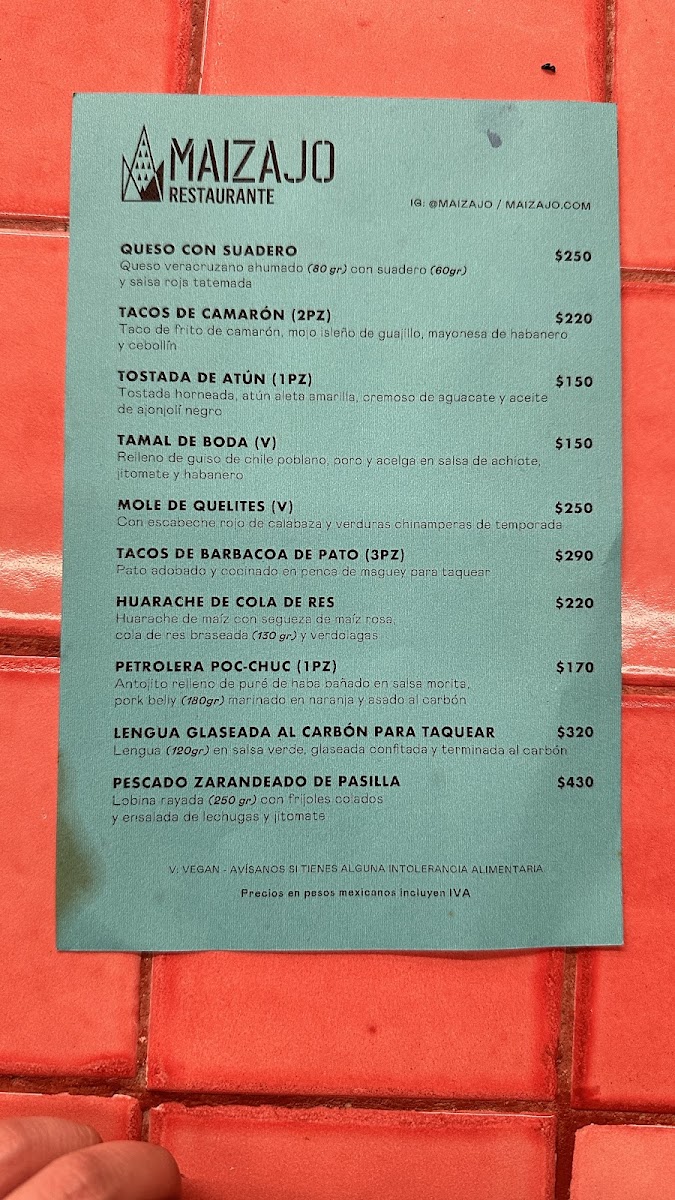 MAIZAJO
RESTAURANTE
IG: @MAIZAJO / MAIZAJO.COM
QUESO CON SUADERO $250
Queso veracruzano ahumado (80 gr) con suadero (60gr)
y salsa roja tatemada
TACOS DE CAMARÓN (2PZ) $220
Taco de frito de camarón, mojo isleño de guajillo, mayonesa de habanero
y cebollín
TOSTADA DE ATÚN (1PZ) $150
Tostada horneada, atún aleta amarilla, cremoso de aguacate y aceite
de ajonjolí negro
TAMAL DE BODA (V) $150
Relleno de guiso de chile poblano, poro y acelga en salsa de achiote,
jitomate y habanero
MOLE DE QUELITES (V) $250
Con escabeche rojo de calabaza y verduras chinamperas de temporada
TACOS DE BARBACOA DE PATO (3PZ) $290
Pato adobado y cocinado en penca de maguey para taquear
HUARACHE DE COLA DE RES $220
Huarache de maíz con segueza de maíz rosa,
cola de res braseada (130 gr) y verdolagas
PETROLERA POC-CHUC (1PZ) $170
Antojito relleno de puré de haba bañado en salsa morita,
pork belly (180gr) marinado en naranja y asado al carbón
LENGUA GLASEADA AL CARBÓN PARA TAQUEAR $320
Lengua (120gr) en salsa verde, glaseada confitada y terminada al carbón
PESCADO ZARANDEADO DE PASILLA $430
Lobina rayada (250 gr) con frijoles colados
y ensalada de lechugas y jitomate
V: VEGAN - AVÍSANOS SI TIENES ALGUNA INTOLERANCIA ALIMENTARIA
Precios en pesos mexicanos incluyen IVA